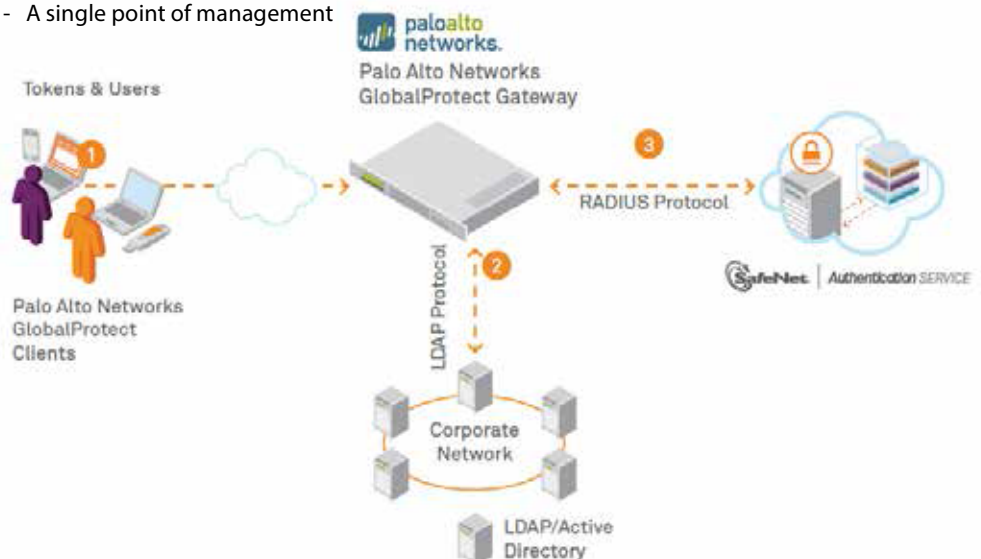 - A single point of management
paloalto
networks.
Palo Alto Networks
GlobalProtect Gateway
Tokens & Users
1
3
RADIUS Protocol
SafeNet. | Authentication SERVICE
2
LDAP Protocol
Palo Alto Networks
GlobalProtect
Clients
Corporate
Network
LDAP/Active
Directory